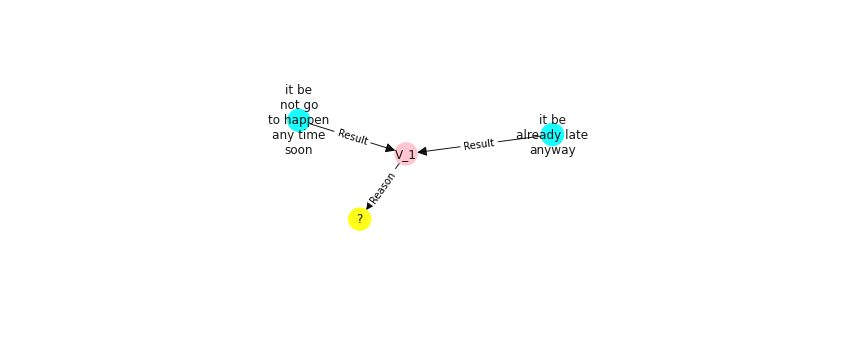 it be
not go
to happen
any time
soon
Result
V_1
Result
it be
already late
anyway
Reason
?